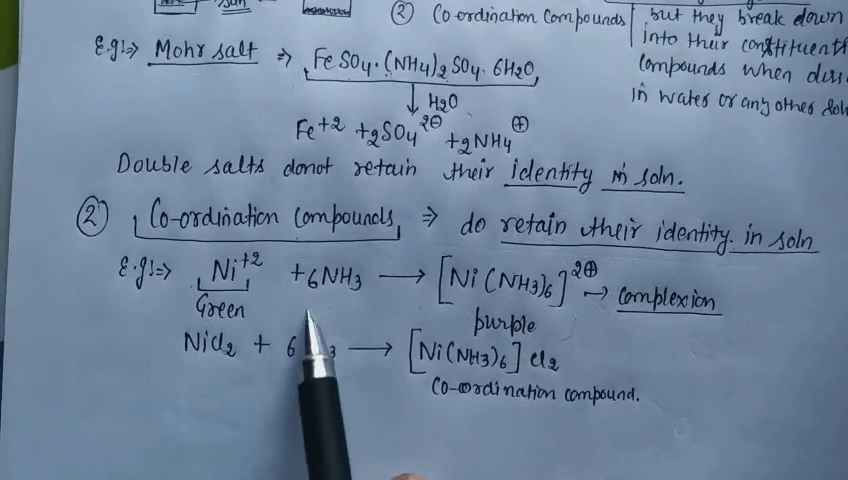 ② Co-ordination compounds
but they break down
into their constituent
compounds when
in water or any other
E.g⇒ Mohr salt ⇒ FeSO4·(NH4)2SO4·6H2O
↓H2O
Fe+2 + 2SO4 2⊖ + 2NH4 ⊕
Double salts donot retain their identity in soln.
② Co-ordination compounds ⇒ do retain their identity in soln
E.g⇒ Ni+2 + 6NH3 → [Ni(NH3)6]2⊕ → complexion
Green
purple
NiCl2 + 6 3 → [Ni(NH3)6]Cl2
Co-ordination compound.